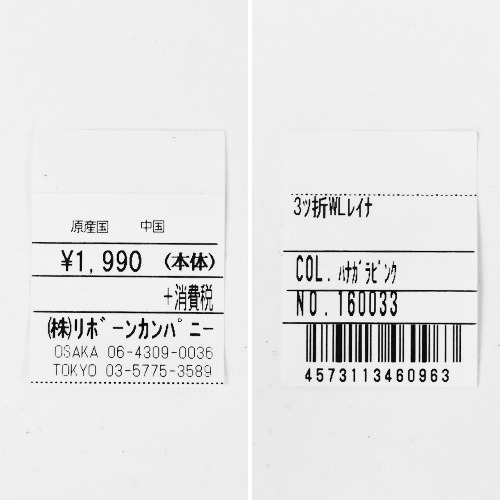 原産国 中国
¥1,990 (本体)
+消費税
(株)リボーンカンパニー
OSAKA 06-4309-0036
TOKYO 03-5775-3589
3ツ折WLレイナ
COL. ハナガラピンク
NO. 160033
4573113460963